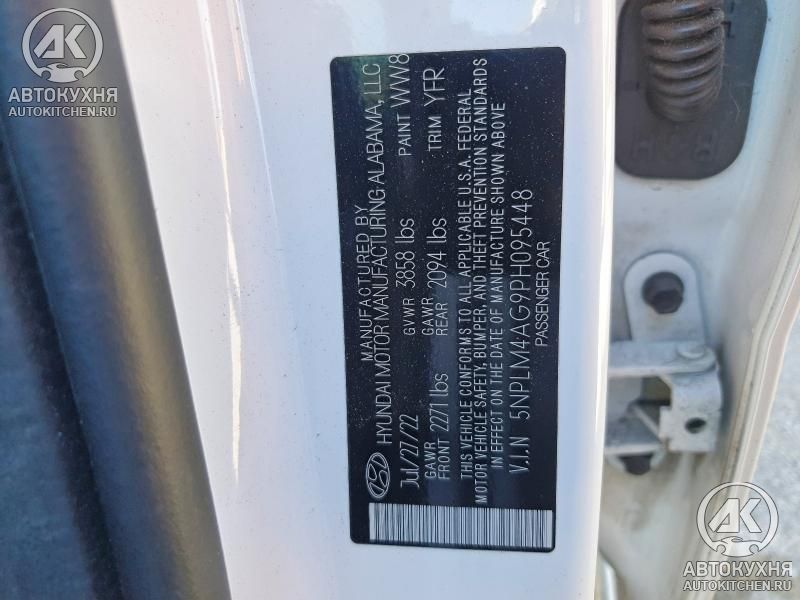 AK
АВТОКУХНЯ
AUTOKITCHEN.RU
MANUFACTURED BY
HYUNDAI MOTOR MANUFACTURING ALABAMA, LLC
Jul/27/22 GVWR 3858 lbs PAINT WW8
GAWR FRONT 2271 lbs GAWR REAR 2094 lbs TRIM YFR
THIS VEHICLE CONFORMS TO ALL APPLICABLE U.S.A. FEDERAL
MOTOR VEHICLE SAFETY, BUMPER, AND THEFT PREVENTION STANDARDS
IN EFFECT ON THE DATE OF MANUFACTURE SHOWN ABOVE
V.I.N 5NPLM4AG9PH095448
PASSENGER CAR
AK
АВТОКУХНЯ
AUTOKITCHEN.RU